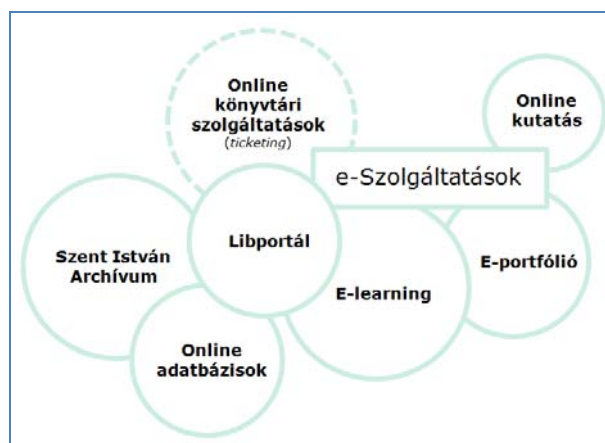 Online
könyvtári
szolgáltatások
(ticketing)
Online
kutatás
e-Szolgáltatások
Libportál
Szent István
Archívum
E-portfólió
E-learning
Online
adatbázisok